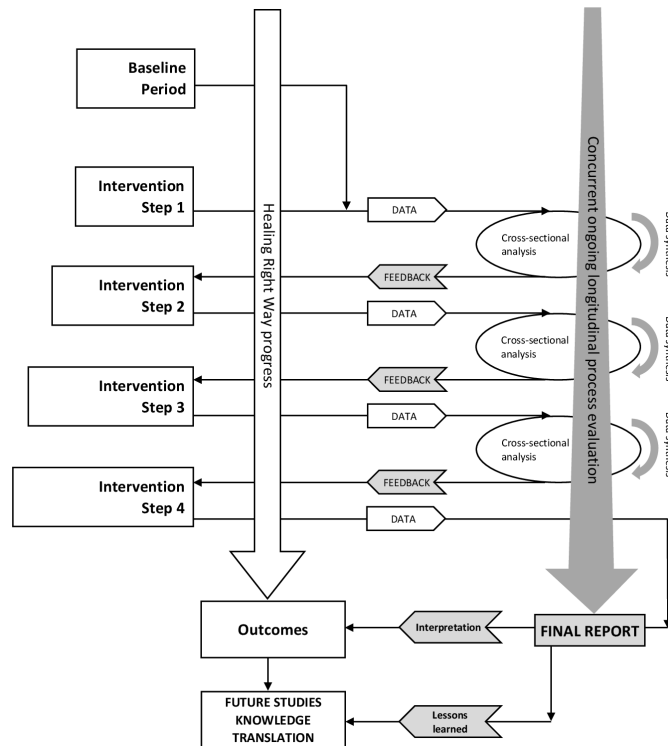 Baseline
Period
Intervention
Step 1
DATA
Cross-sectional
analysis
FEEDBACK
Intervention
Step 2
DATA
Cross-sectional
analysis
FEEDBACK
Intervention
Step 3
DATA
Cross-sectional
analysis
FEEDBACK
Intervention
Step 4
DATA
Healing Right Way progress
Concurrent ongoing longitudinal process evaluation
Outcomes
Interpretation
FINAL REPORT
FUTURE STUDIES
KNOWLEDGE
TRANSLATION
Lessons
learned